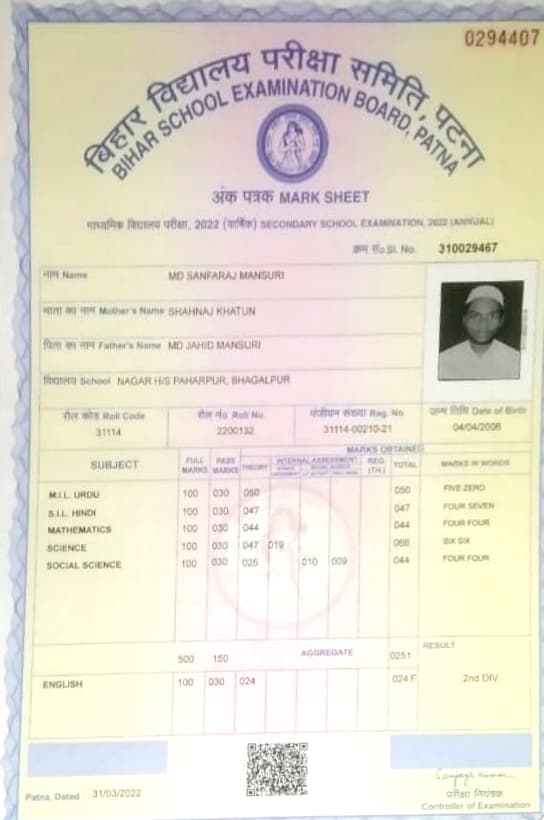 0294407
बिहार विद्यालय परीक्षा समिति, पटना
BIHAR SCHOOL EXAMINATION BOARD, PATNA
अंक पत्रक MARK SHEET
माध्यमिक विद्यालय परीक्षा, 2022 (वार्षिक) SECONDARY SCHOOL EXAMINATION, 2022 (ANNUAL)
क्रम सं० Sl. No. 310029467
नाम Name MD SANFARAJ MANSURI
माता का नाम Mother's Name SHAHNAJ KHATUN
पिता का नाम Father's Name MD JAHID MANSURI
विद्यालय School NAGAR H/S PAHARPUR, BHAGALPUR
रौल कोड Roll Code रौल नं० Roll No. पंजीयन संख्या Reg. No. जन्म तिथि Date of Birth
31114 2200132 31114-00210-21 04/04/2006
SUBJECT FULL MARKS PASS MARKS MARKS OBTAINED MARKS IN WORDS
THEORY INTERNAL ASSESSMENT REG. (TH.) TOTAL
M.I.L. URDU 100 030 050 050 FIVE ZERO
S.I.L. HINDI 100 030 047 047 FOUR SEVEN
MATHEMATICS 100 030 044 044 FOUR FOUR
SCIENCE 100 030 047 019 066 SIX SIX
SOCIAL SCIENCE 100 030 025 010 009 044 FOUR FOUR
500 150 AGGREGATE 0251 RESULT
ENGLISH 100 030 024 024 F 2nd DIV
Patna, Dated 31/03/2022
परीक्षा नियंत्रक
Controller of Examination